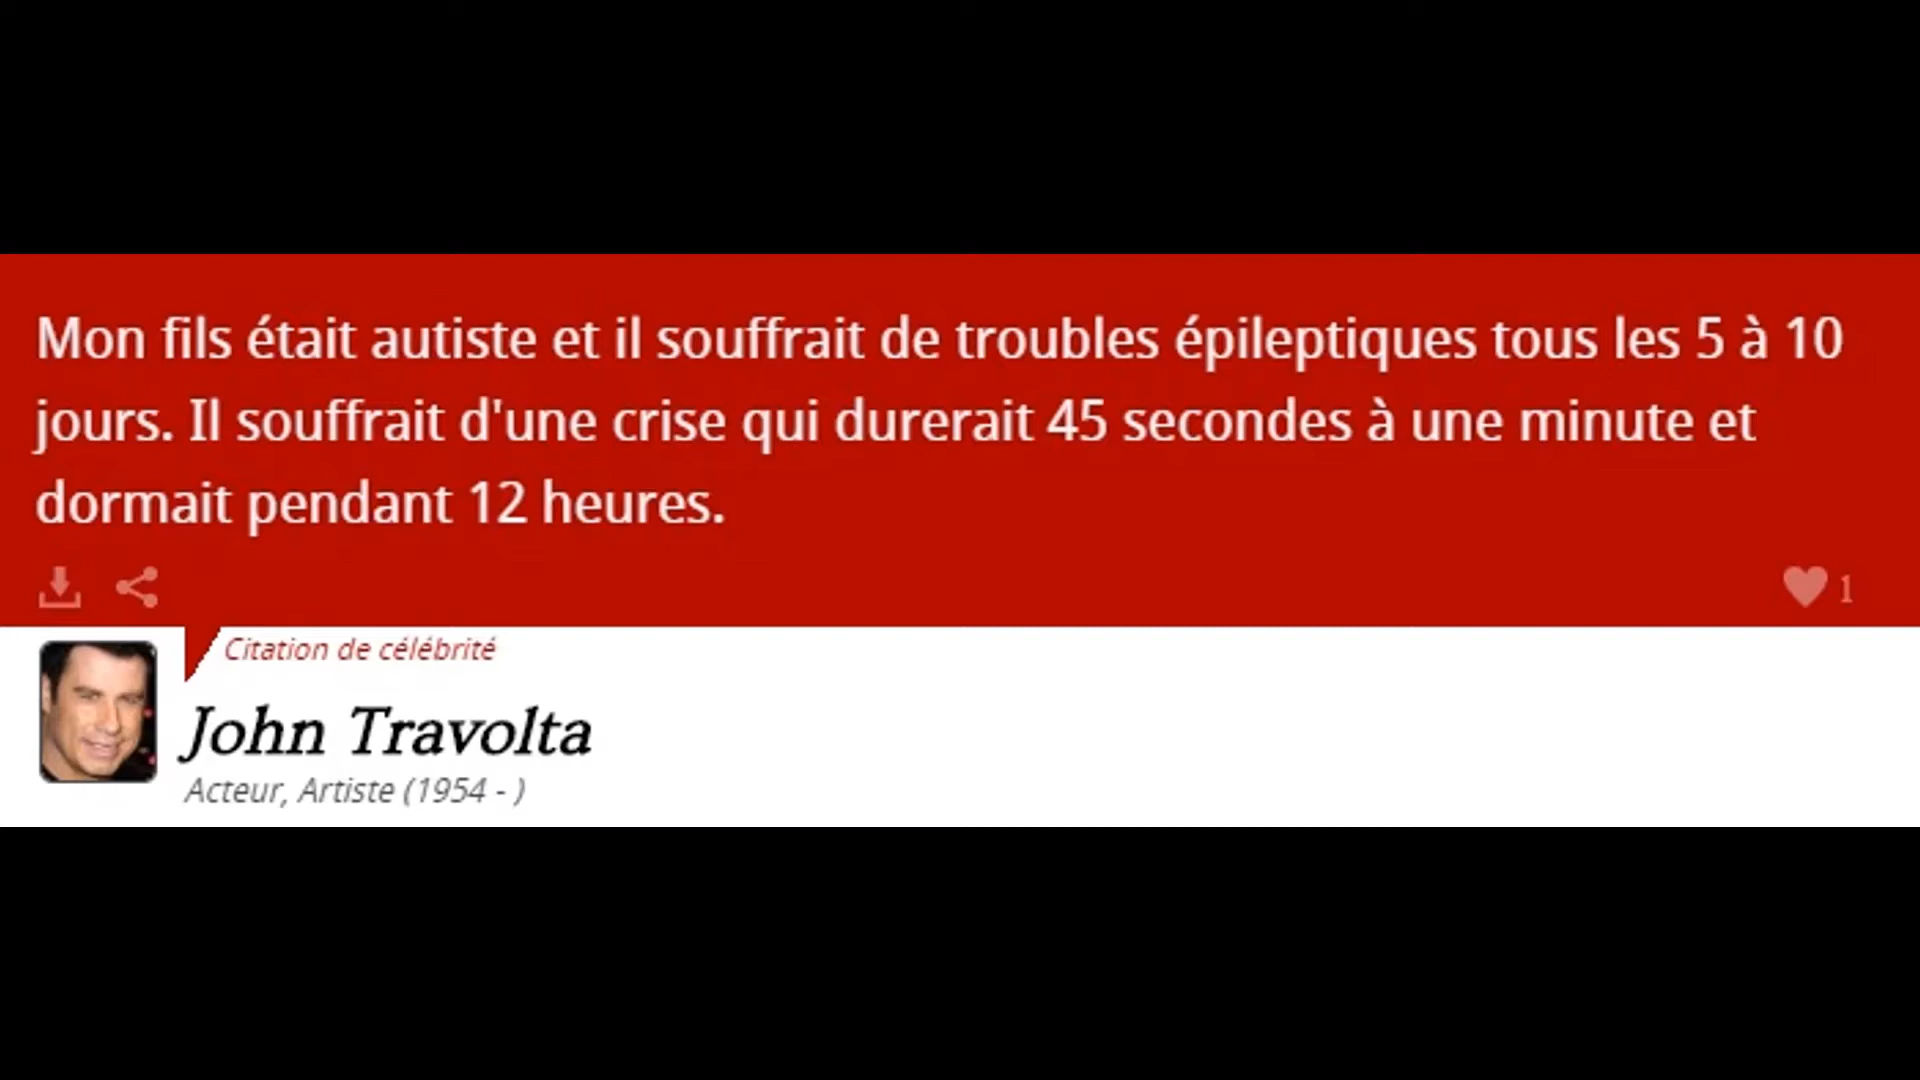 Mon fils était autiste et il souffrait de troubles épileptiques tous les 5 à 10
jours. Il souffrait d'une crise qui durerait 45 secondes à une minute et
dormait pendant 12 heures.
1
Citation de célébrité
John Travolta
Acteur, Artiste (1954 - )